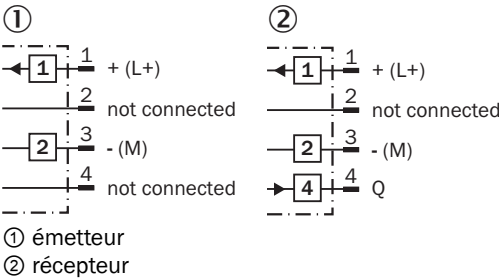 ① ②
1 1 + (L+) 1 1 + (L+)
2 not connected 2 not connected
2 3 - (M) 2 3 - (M)
4 not connected 4 4 Q
① émetteur
② récepteur